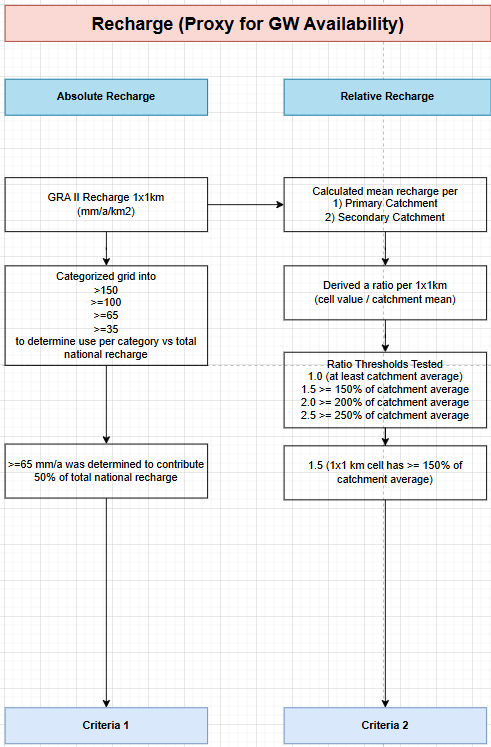 Recharge (Proxy for GW Availability)
Absolute Recharge
Relative Recharge
GRA II Recharge 1x1km
(mm/a/km2)
Calculated mean recharge per
1) Primary Catchment
2) Secondary Catchment
Categorized grid into
>150
>=100
>=65
>=35
to determine use per category vs total
national recharge
Derived a ratio per 1x1km
(cell value / catchment mean)
Ratio Thresholds Tested
1.0 (at least catchment average)
1.5 >= 150% of catchment average
2.0 >= 200% of catchment average
2.5 >= 250% of catchment average
>=65 mm/a was determined to contribute
50% of total national recharge
1.5 (1x1 km cell has >= 150% of
catchment average)
Criteria 1
Criteria 2